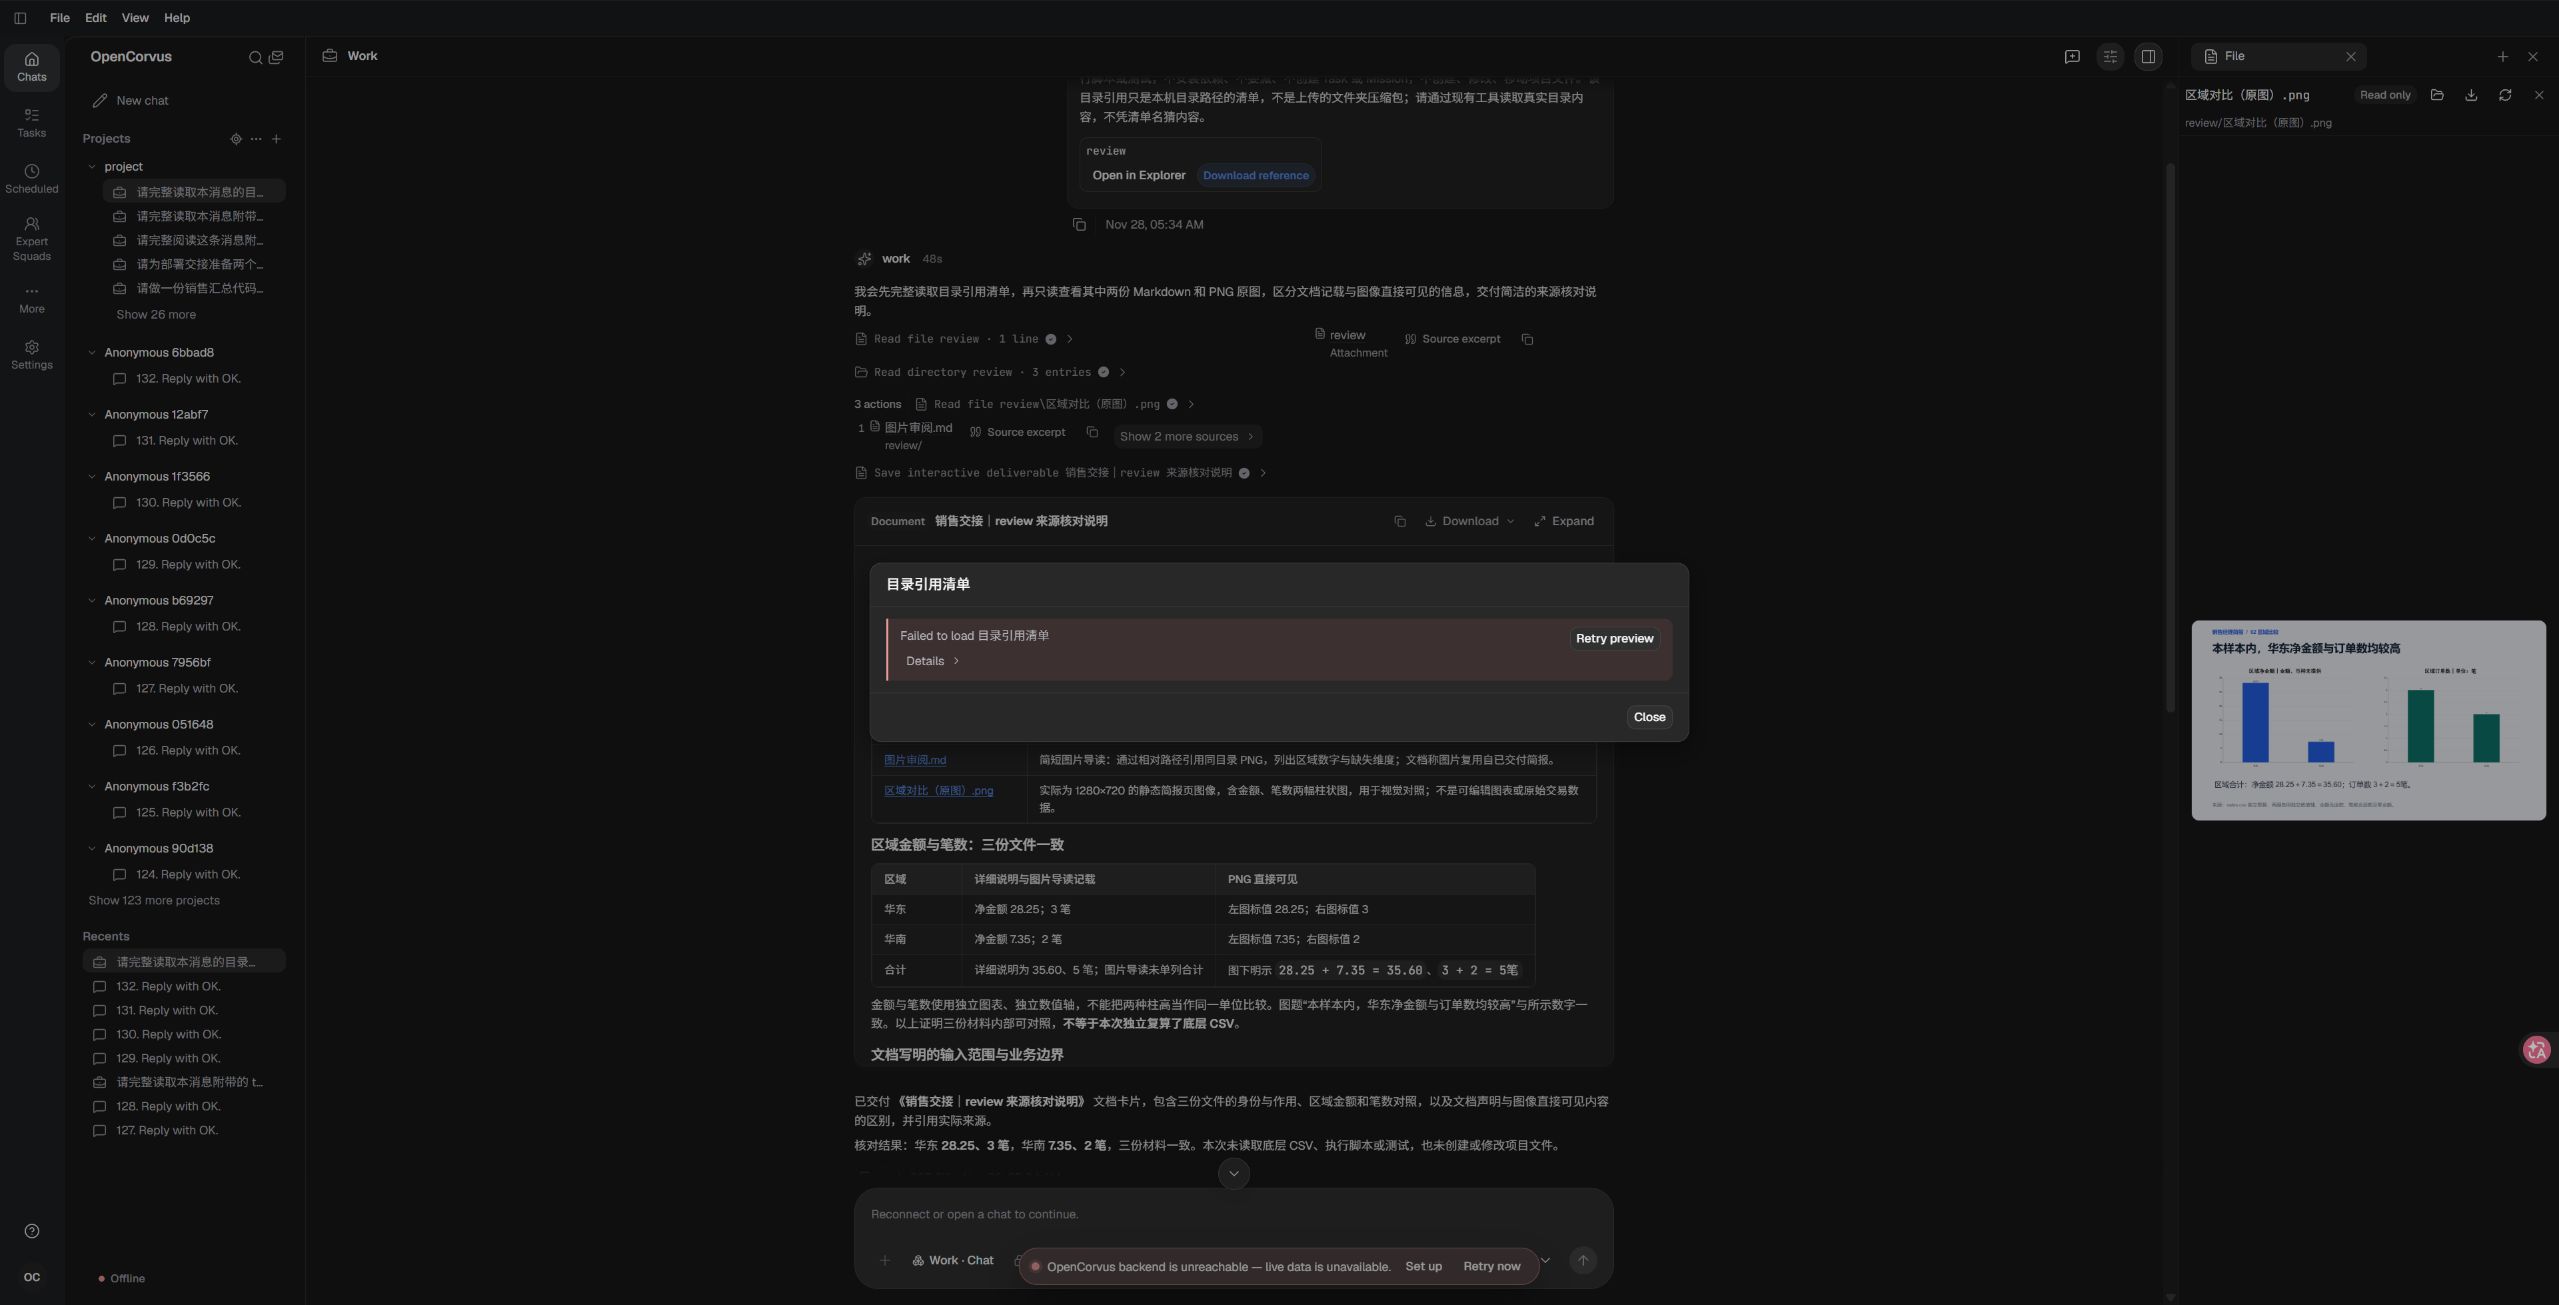 File Edit View Help
Chats
Tasks
Scheduled
Expert
Squads
More
Settings
OC
OpenCorvus
New chat
Projects
project
请完整读取本消息的目...
请完整读取本消息附带...
请完整阅读这条消息附...
请为部署交接准备两个...
请做一份销售汇总代码...
Show 26 more
Anonymous 6bbad8
132. Reply with OK.
Anonymous 12abf7
131. Reply with OK.
Anonymous 1f3566
130. Reply with OK.
Anonymous 0d0c5c
129. Reply with OK.
Anonymous b69297
128. Reply with OK.
Anonymous 7956bf
127. Reply with OK.
Anonymous 051648
126. Reply with OK.
Anonymous f3b2fc
125. Reply with OK.
Anonymous 90d138
124. Reply with OK.
Show 123 more projects
Recents
请完整读取本消息的目录...
132. Reply with OK.
131. Reply with OK.
130. Reply with OK.
129. Reply with OK.
请完整读取本消息附带的 t...
128. Reply with OK.
127. Reply with OK.
Offline
Work
目录引用只是本机目录路径的清单，不是上传的文件夹压缩包；请通过现有工具读取真实目录内
容，不凭清单名猜内容。
review
Open in Explorer Download reference
Nov 28, 05:34 AM
work 48s
我会先完整读取目录引用清单，再只读查看其中两份 Markdown 和 PNG 原图，区分文档记载与图像直接可见的信息，交付简洁的来源核对说
明。
Read file review · 1 line
review
Attachment
Source excerpt
Read directory review · 3 entries
3 actions Read file review\区域对比（原图）.png
1 图片审阅.md
review/
Source excerpt
Show 2 more sources
Save interactive deliverable 销售交接｜review 来源核对说明
Document 销售交接｜review 来源核对说明
Download Expand
目录引用清单
Failed to load 目录引用清单
Retry preview
Details
Close
图片审阅.md 简短图片导读：通过相对路径引用同目录 PNG，列出区域数字与缺失维度；文档称图片复用自已交付简报。
区域对比（原图）.png 实际为 1280×720 的静态简报页图像，含金额、笔数两幅柱状图，用于视觉对照；不是可编辑图表或原始交易数
据。
区域金额与笔数：三份文件一致
区域 详细说明与图片导读记载 PNG 直接可见
华东 净金额 28.25；3 笔 左图标值 28.25；右图标值 3
华南 净金额 7.35；2 笔 左图标值 7.35；右图标值 2
合计 详细说明为 35.60、5 笔；图片导读未单列合计 图下明示 28.25 + 7.35 = 35.60、3 + 2 = 5笔
金额与笔数使用独立图表、独立数值轴，不能把两种柱高当作同一单位比较。图题“本样本内，华东净金额与订单数均较高”与所示数字一
致。以上证明三份材料内部可对照，不等于本次独立复算了底层 CSV。
文档写明的输入范围与业务边界
已交付《销售交接｜review 来源核对说明》文档卡片，包含三份文件的身份与作用、区域金额和笔数对照，以及文档声明与图像直接可见内容
的区别，并引用实际来源。
核对结果：华东 28.25、3 笔，华南 7.35、2 笔，三份材料一致。本次未读取底层 CSV、执行脚本或测试，也未创建或修改项目文件。
Reconnect or open a chat to continue.
Work · Chat
OpenCorvus backend is unreachable — live data is unavailable. Set up Retry now
File
区域对比（原图）.png Read only
review/区域对比（原图）.png
本样本内，华东净金额与订单数均较高
区域合计：净金额 28.25 + 7.35 = 35.60；订单数 3 + 2 = 5笔。